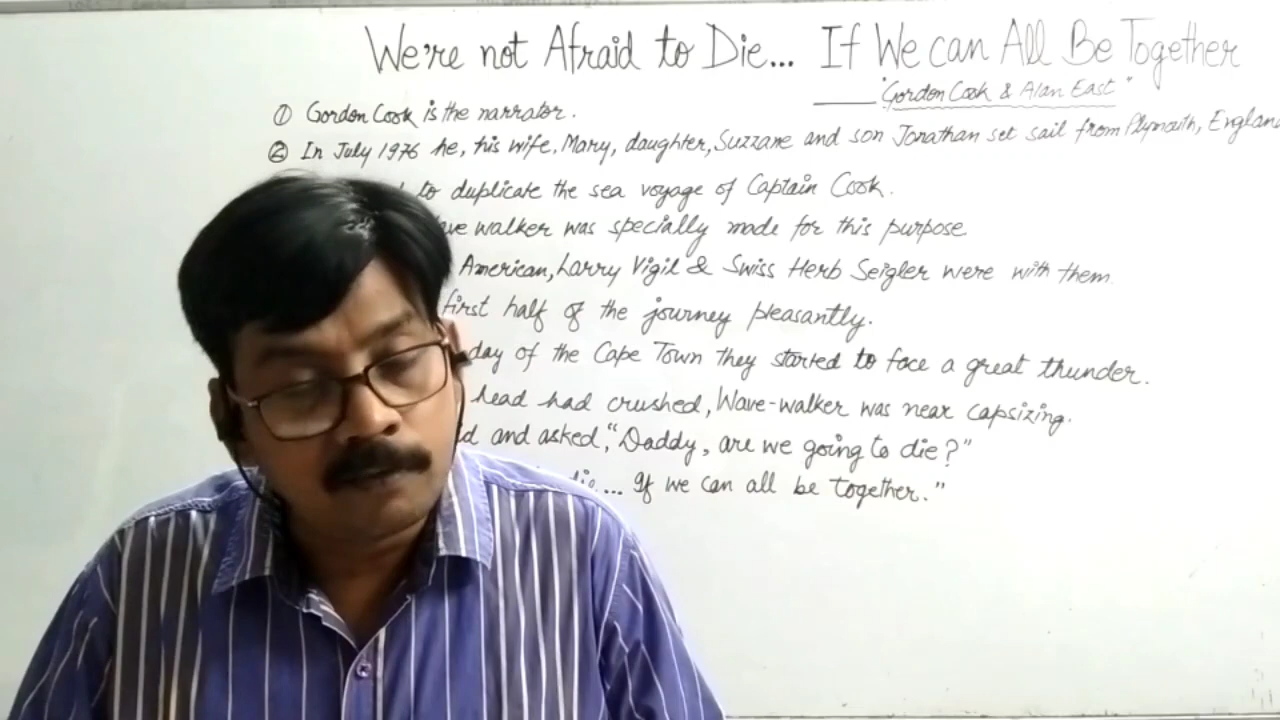 We're not Afraid to Die... If We can All Be Together
"Gordon Cook & Alan East"
① Gordon Cook is the narrator.
② In July 1976 he, his wife, Mary, daughter, Suzzane and son Jonathan set sail from Plymouth, England
to duplicate the sea voyage of Captain Cook.
walker was specially made for this purpose
American, Larry Vigil & Swiss Herb Seigler were with them.
first half of the journey pleasantly.
day of the Cape Town they started to face a great thunder.
head had crushed, Wave-walker was near capsizing.
and asked, "Daddy, are we going to die?"
... If we can all be together."